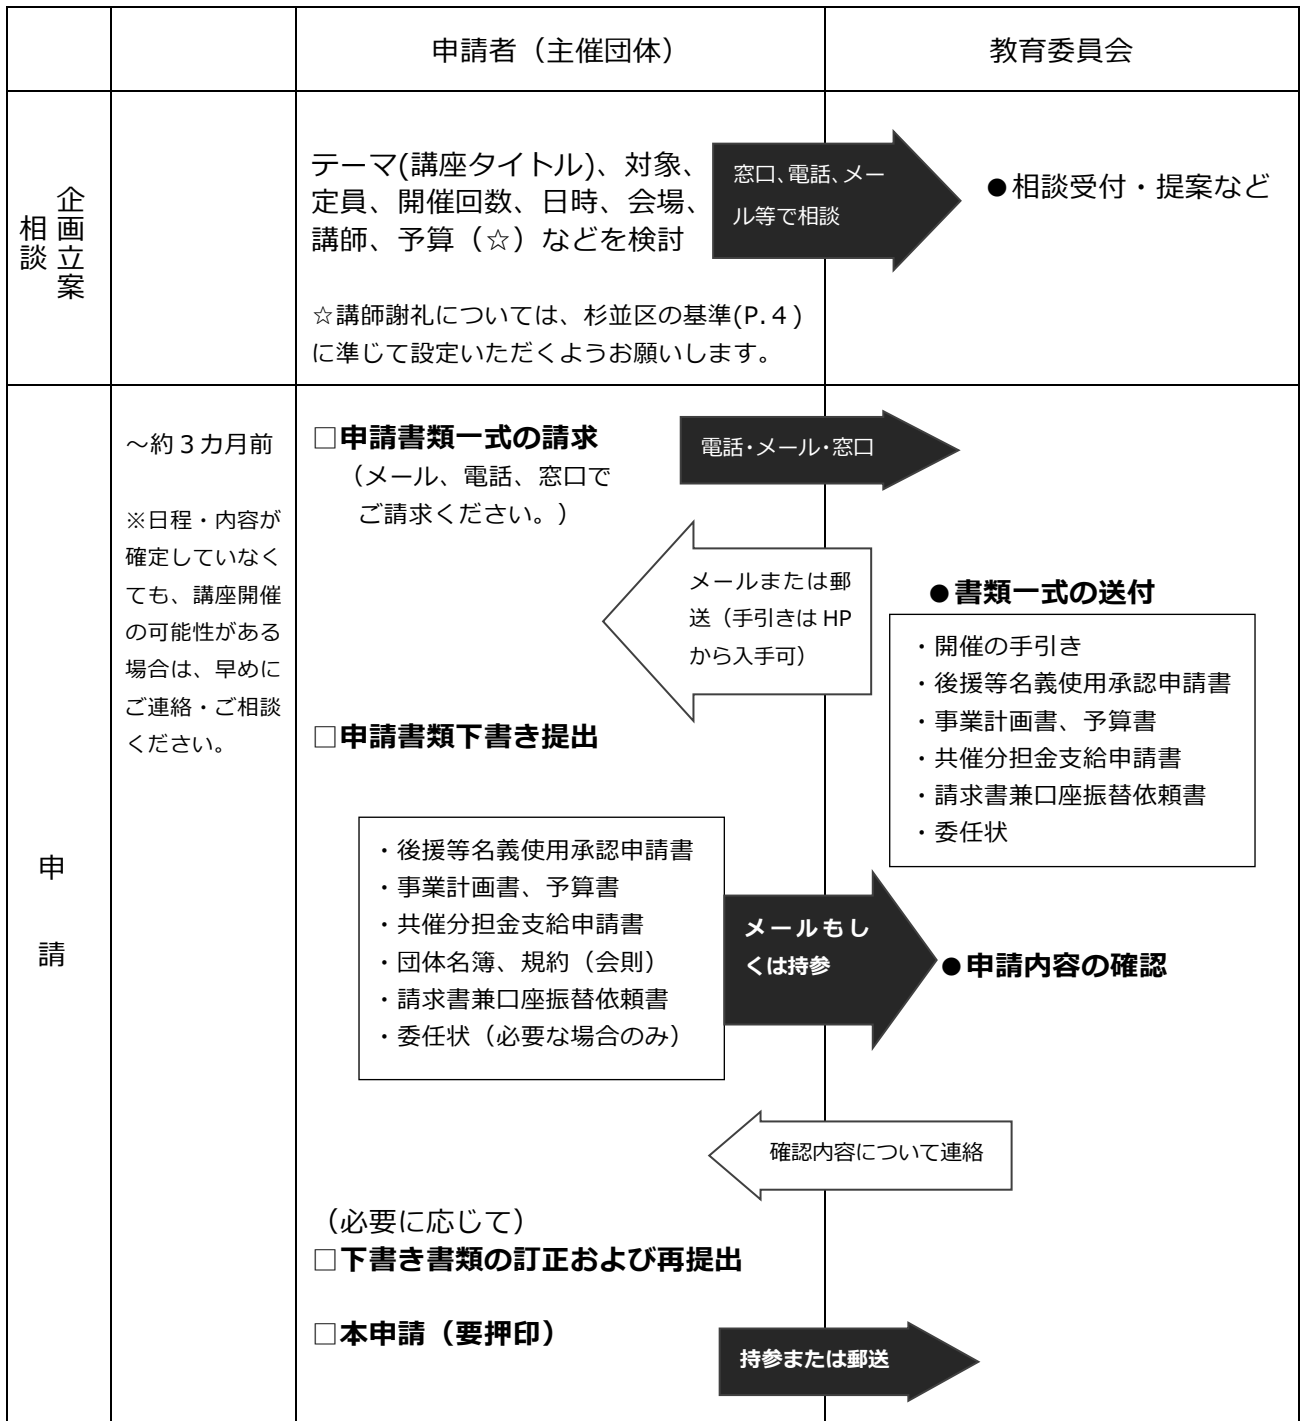 申請者（主催団体）
教育委員会
企画立案
相談
テーマ(講座タイトル)、対象、
定員、開催回数、日時、会場、
講師、予算（☆）などを検討
☆講師謝礼については、杉並区の基準(P.４)
に準じて設定いただくようお願いします。
窓口、電話、メー
ル等で相談
●相談受付・提案など
申
請
～約３カ月前
※日程・内容が
確定していなく
ても、講座開催
の可能性がある
場合は、早めに
ご連絡・ご相談
ください。
□申請書類一式の請求
（メール、電話、窓口で
ご請求ください。）
電話・メール・窓口
メールまたは郵
送（手引きは HP
から入手可）
●書類一式の送付
・開催の手引き
・後援等名義使用承認申請書
・事業計画書、予算書
・共催分担金支給申請書
・請求書兼口座振替依頼書
・委任状
□申請書類下書き提出
・後援等名義使用承認申請書
・事業計画書、予算書
・共催分担金支給申請書
・団体名簿、規約（会則）
・請求書兼口座振替依頼書
・委任状（必要な場合のみ）
メールもし
くは持参
●申請内容の確認
確認内容について連絡
（必要に応じて）
□下書き書類の訂正および再提出
□本申請（要押印）
持参または郵送